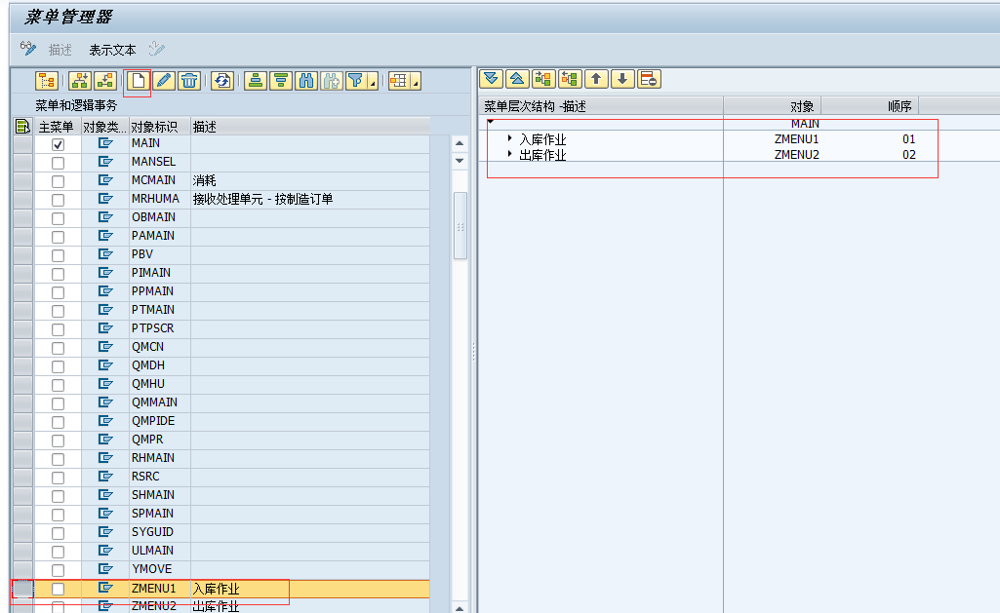 菜单管理器
描述 表示文本
菜单和逻辑事务
主菜单 对象类... 对象标识 描述
MAIN
MANSEL
MCMAIN 消耗
MRHUMA 接收处理单元 - 按制造订单
OBMAIN
PAMAIN
PBV
PIMAIN
PPMAIN
PTMAIN
PTPSCR
QMCN
QMDH
QMHU
QMMAIN
QMPIDE
QMPR
RHMAIN
RSRC
SHMAIN
SPMAIN
SYGUID
ULMAIN
YMOVE
ZMENU1 入库作业
ZMENU2 出库作业
菜单层次结构 -描述 对象 顺序
MAIN
入库作业 ZMENU1 01
出库作业 ZMENU2 02